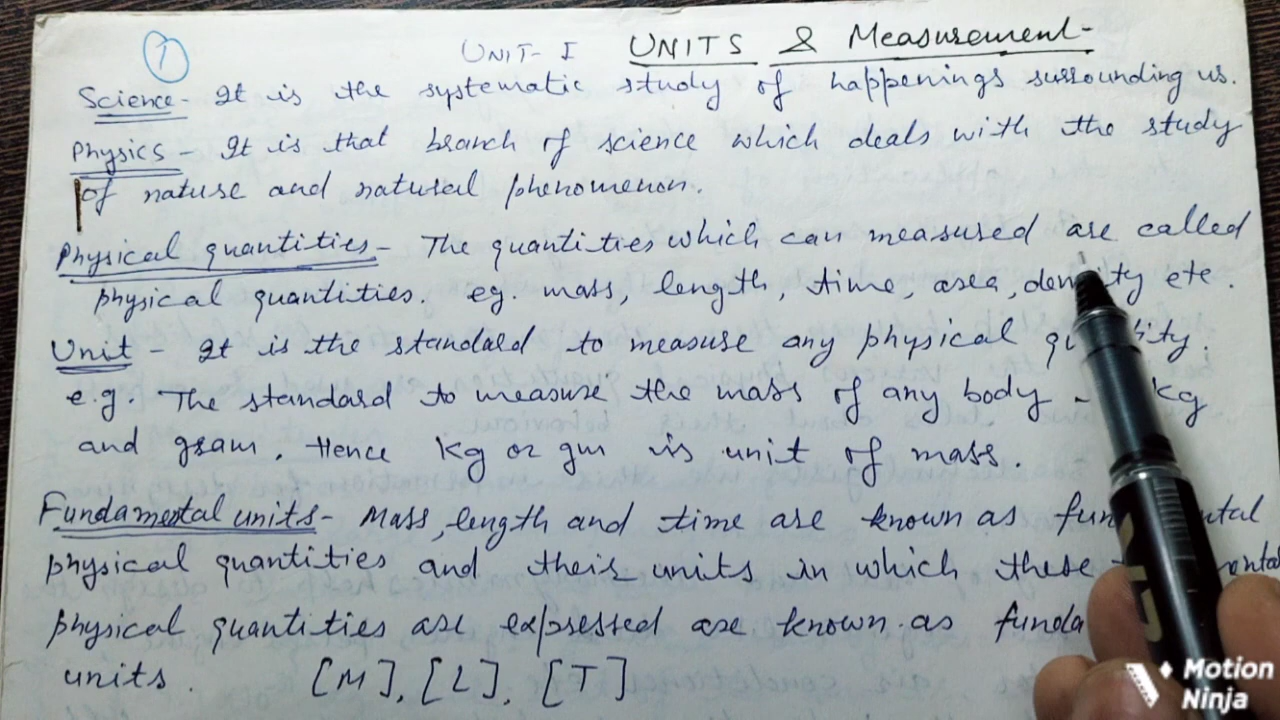 1
UNIT-I UNITS & Measurement-
Science- It is the systematic study of happenings surrounding us.
Physics - It is that branch of science which deals with the study
of nature and natural phenomenon.
Physical quantities - The quantities which can measured are called
physical quantities. eg. mass, length, time, area, density etc.
Unit - It is the standard to measure any physical
e.g. The standard to measure the mass of any body - kg
and gram. Hence kg or gm is unit of mass.
Fundamental units- Mass, length and time are known as
physical quantities and their units in which these
physical quantities are expressed are known as
units. [M], [L], [T]
Motion
Ninja